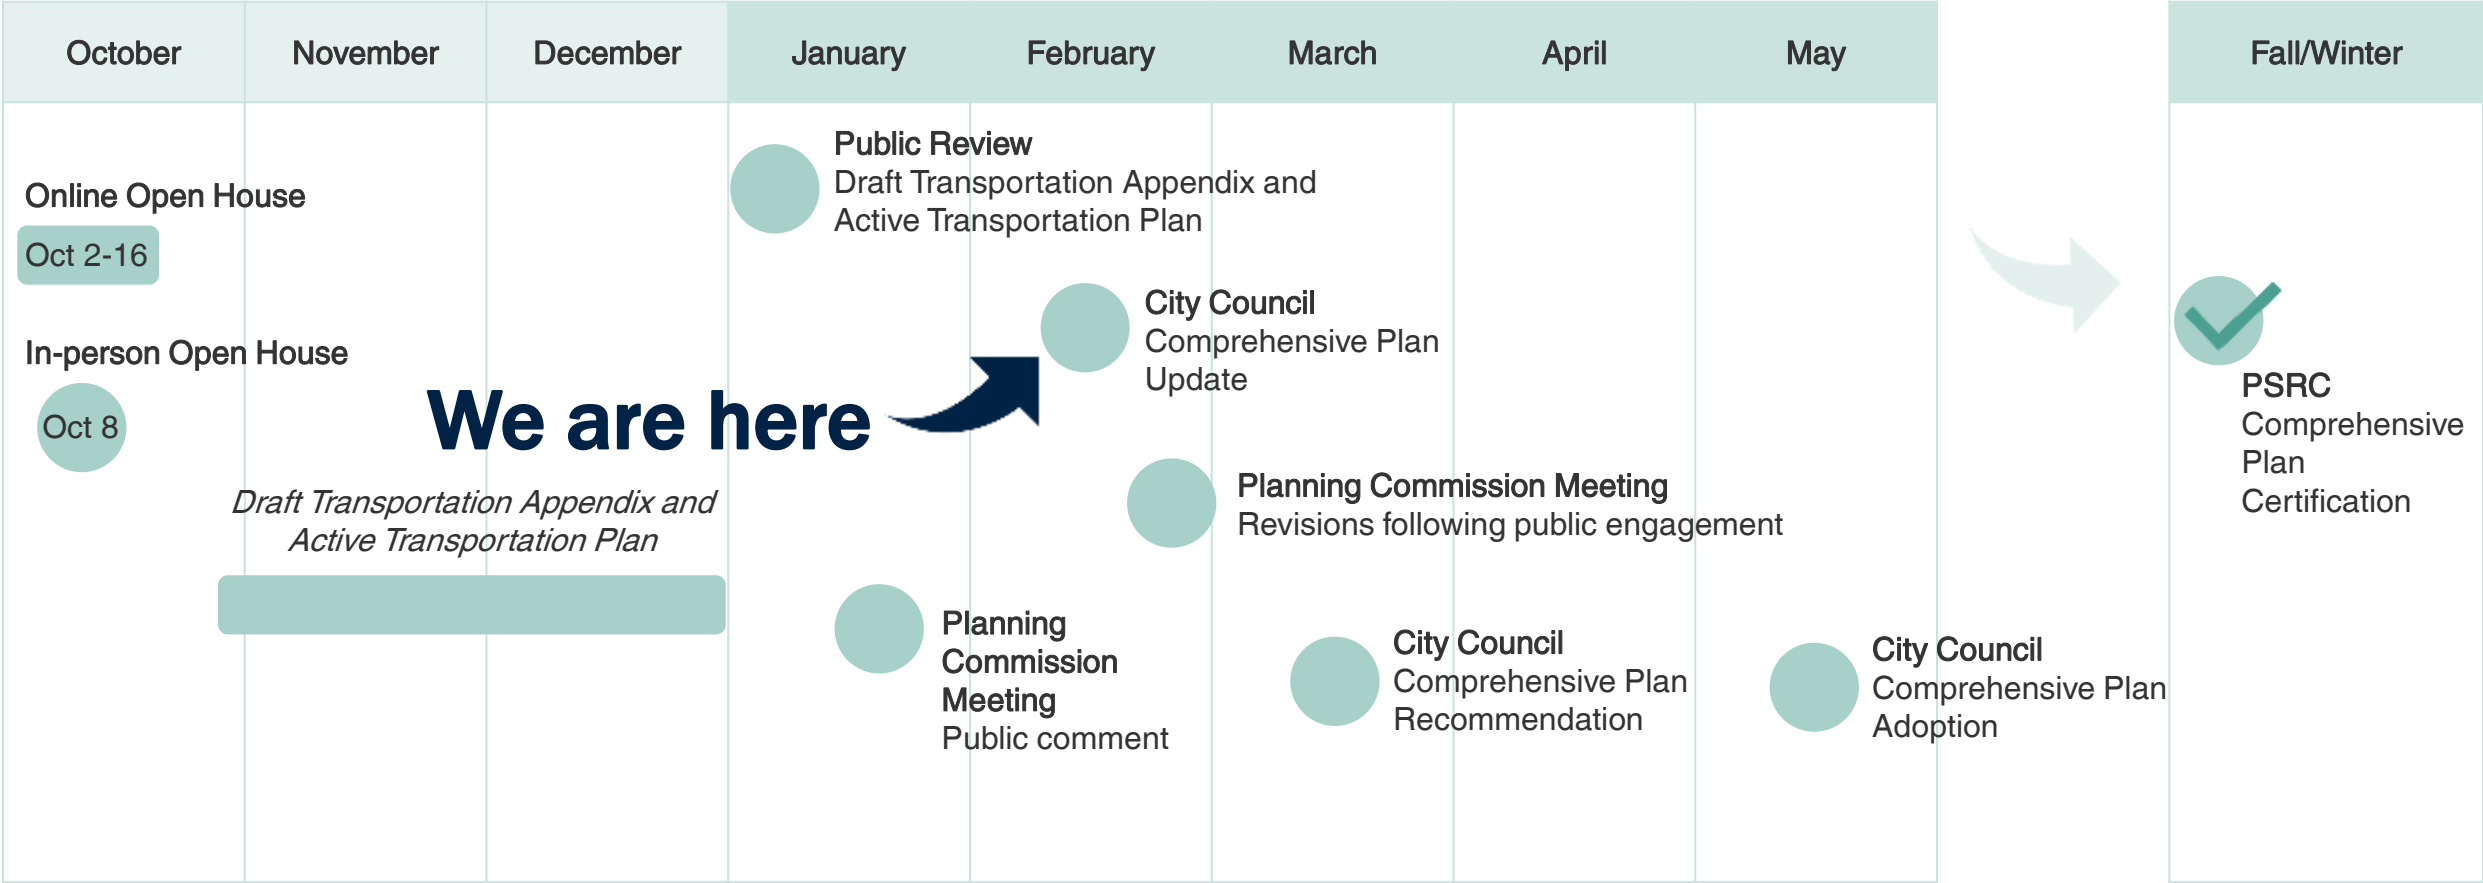 October
November
December
January
February
March
April
May
Fall/Winter
Online Open House
Oct 2-16
In-person Open House
Oct 8
Draft Transportation Appendix and
Active Transportation Plan
We are here
Public Review
Draft Transportation Appendix and
Active Transportation Plan
City Council
Comprehensive Plan
Update
Planning Commission Meeting
Revisions following public engagement
Planning
Commission
Meeting
Public comment
City Council
Comprehensive Plan
Recommendation
City Council
Comprehensive Plan
Adoption
PSRC
Comprehensive
Plan
Certification